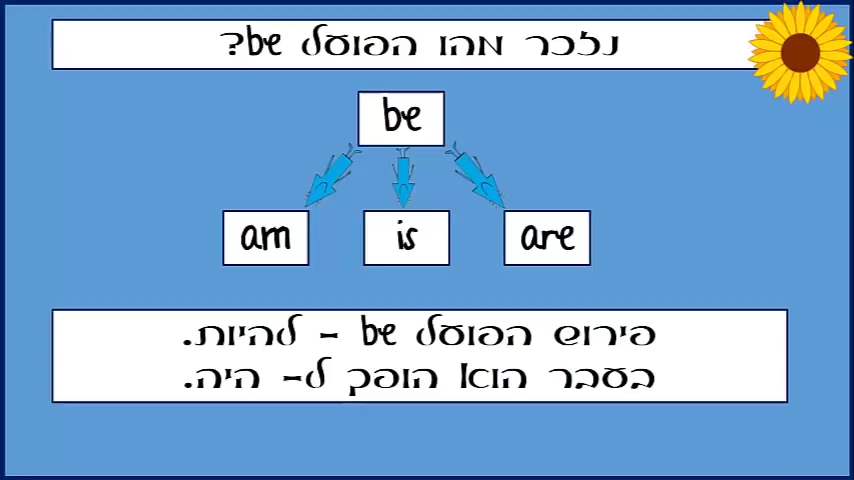 נזכר מהו הפועל be?
be
am
is
are
פירוש הפועל be – להיות.
בעבר הוא הופך ל– היה.